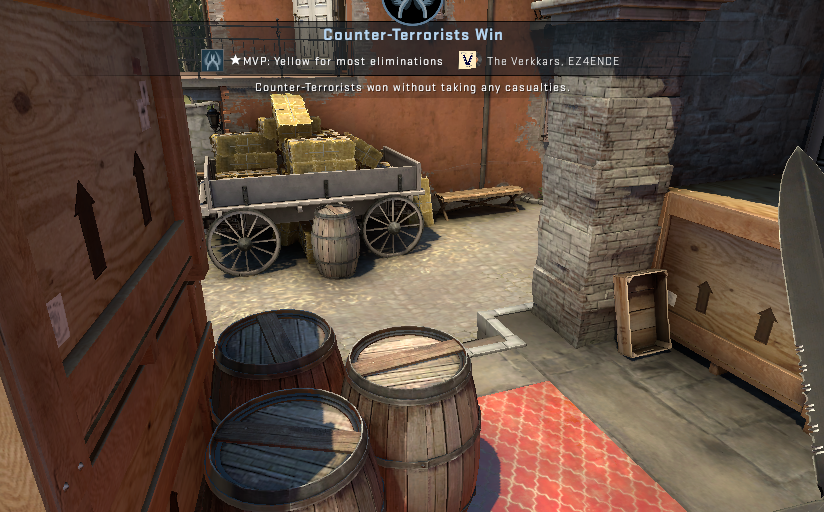 Counter-Terrorists Win
★MVP: Yellow for most eliminations V The Verkkars, EZ4ENCE
Counter-Terrorists won without taking any casualties.